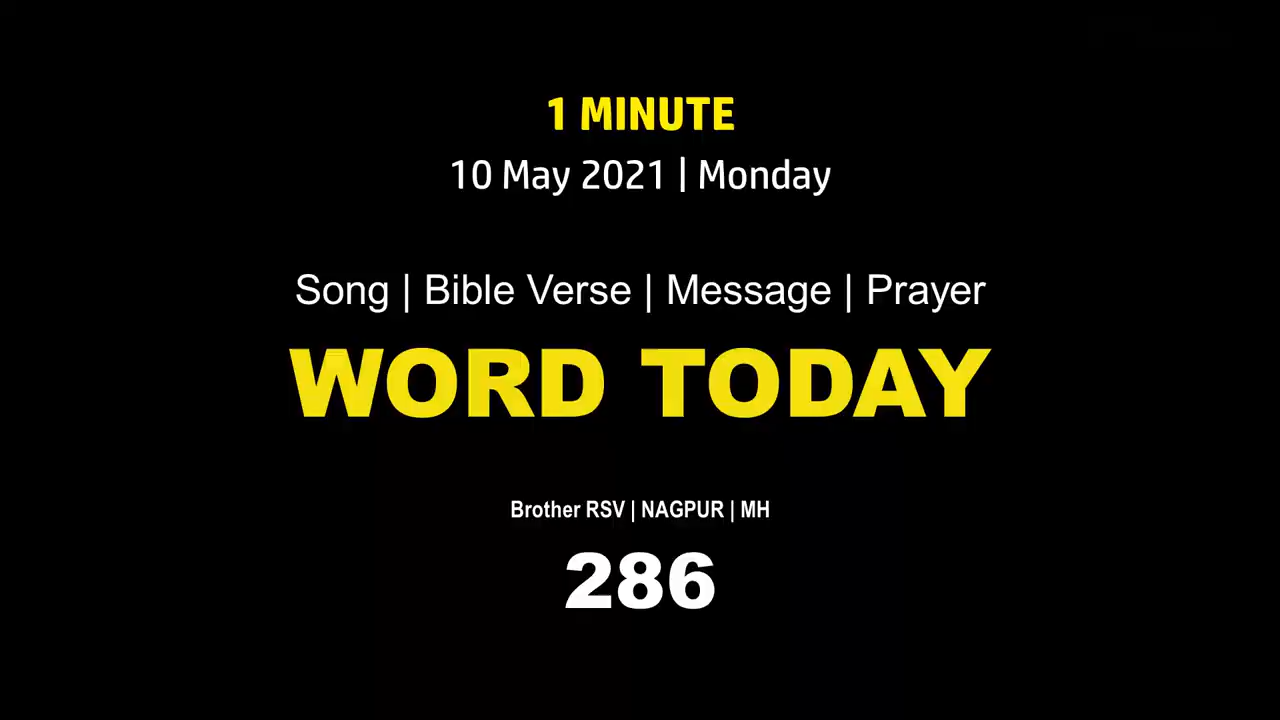 1 MINUTE
10 May 2021 | Monday
Song | Bible Verse | Message | Prayer
WORD TODAY
Brother RSV | NAGPUR | MH
286